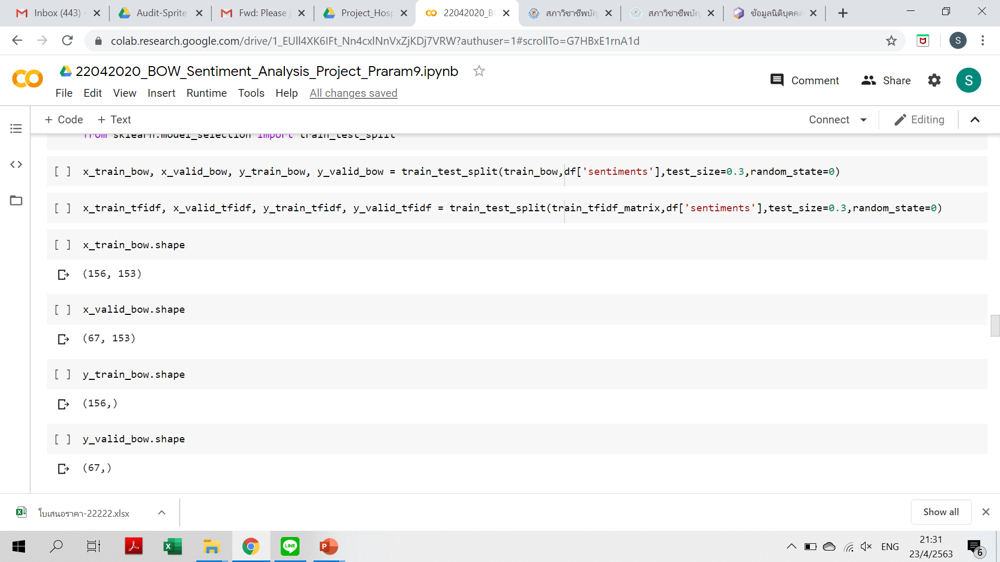 Inbox (443) -
Audit-Sprite
Fwd: Please j
Project_Hosp
22042020_BO
สภาวิชาชีพบัญ
สภาวิชาชีพบัญ
ข้อมูลนิติบุคคล
colab.research.google.com/drive/1_EUll4XK6IFt_Nn4cxlNnVxZjKDj7VRW?authuser=1#scrollTo=G7HBxE1rnA1d
S
22042020_BOW_Sentiment_Analysis_Project_Praram9.ipynb
Comment
Share
S
File Edit View Insert Runtime Tools Help All changes saved
+ Code + Text
Connect
Editing
from sklearn.model_selection import train_test_split
[ ] x_train_bow, x_valid_bow, y_train_bow, y_valid_bow = train_test_split(train_bow,df['sentiments'],test_size=0.3,random_state=0)
[ ] x_train_tfidf, x_valid_tfidf, y_train_tfidf, y_valid_tfidf = train_test_split(train_tfidf_matrix,df['sentiments'],test_size=0.3,random_state=0)
[ ] x_train_bow.shape
(156, 153)
[ ] x_valid_bow.shape
(67, 153)
[ ] y_train_bow.shape
(156,)
[ ] y_valid_bow.shape
(67,)
ใบเสนอราคา-22222.xlsx
Show all
LINE
ENG
21:31
23/4/2563
6